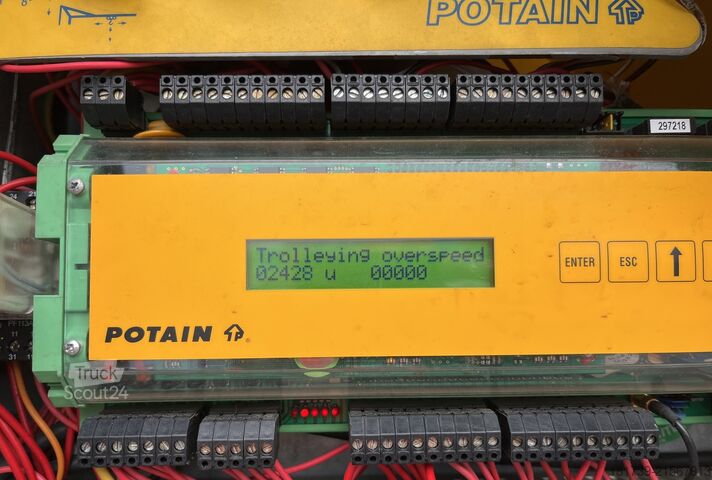 POTAIN
297218
Trolleying overspeed
02428 u 00000
ENTER
ESC
POTAIN
Truck
Scout24